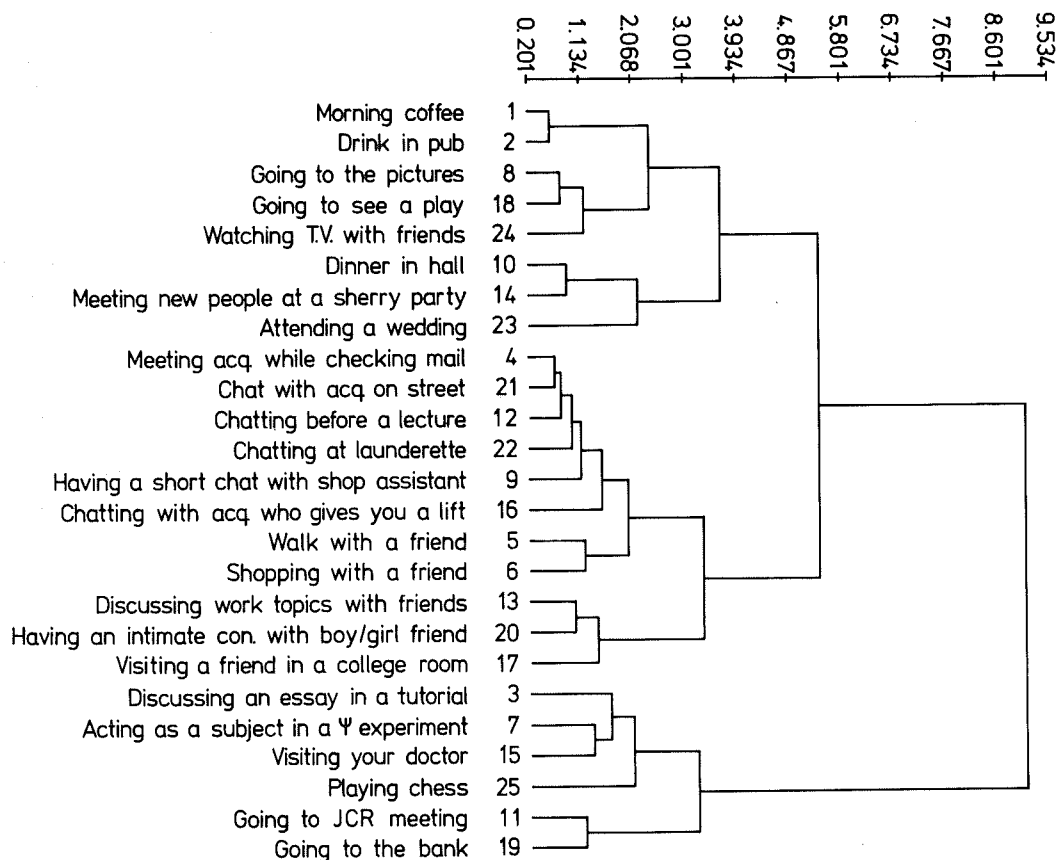 0.201 1.134 2.068 3.001 3.934 4.867 5.801 6.734 7.667 8.601 9.534
Morning coffee 1
Drink in pub 2
Going to the pictures 8
Going to see a play 18
Watching T.V. with friends 24
Dinner in hall 10
Meeting new people at a sherry party 14
Attending a wedding 23
Meeting acq. while checking mail 4
Chat with acq. on street 21
Chatting before a lecture 12
Chatting at launderette 22
Having a short chat with shop assistant 9
Chatting with acq. who gives you a lift 16
Walk with a friend 5
Shopping with a friend 6
Discussing work topics with friends 13
Having an intimate con. with boy/girl friend 20
Visiting a friend in a college room 17
Discussing an essay in a tutorial 3
Acting as a subject in a Ψ experiment 7
Visiting your doctor 15
Playing chess 25
Going to JCR meeting 11
Going to the bank 19